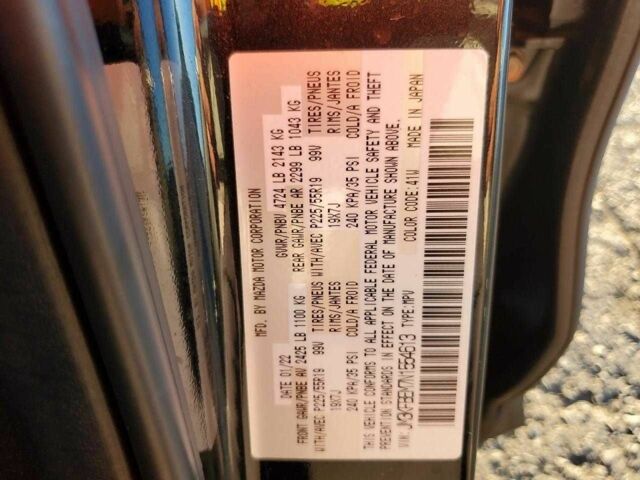 MFD. BY MAZDA MOTOR CORPORATION
DATE 01/22 GVWR/PNBV 4724 LB 2143 KG
FRONT GAWR/PNBE AV 2425 LB 1100 KG REAR GAWR/PNBE AR 2299 LB 1043 KG
WITH/AVEC P225/55R19 99V TIRES/PNEUS WITH/AVEC P225/55R19 99V TIRES/PNEUS
19X7J RIMS/JANTES 19X7J RIMS/JANTES
240 KPA/35 PSI COLD/A FROID 240 KPA/35 PSI COLD/A FROID
THIS VEHICLE CONFORMS TO ALL APPLICABLE FEDERAL MOTOR VEHICLE SAFETY AND THEFT
PREVENTION STANDARDS IN EFFECT ON THE DATE OF MANUFACTURE SHOWN ABOVE.
VIN: JM3KFBBM7N1554613 TYPE:MPV COLOR CODE:41W MADE IN JAPAN